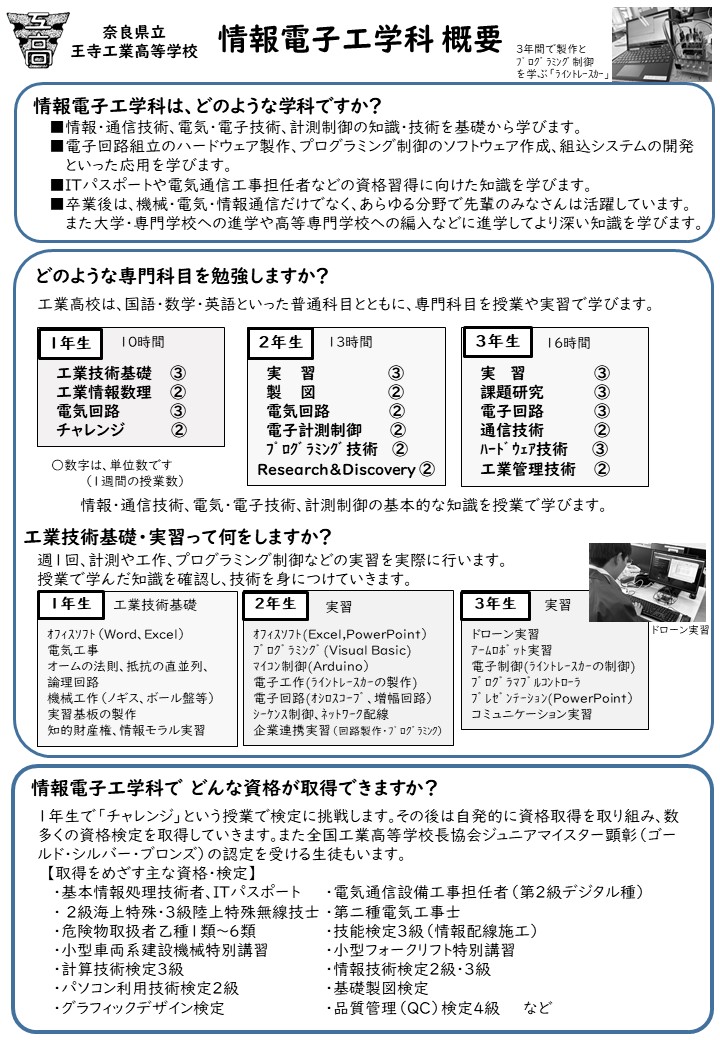 互高
奈良県立
王寺工業高等学校
情報電子工学科 概要
3年間で製作と
ﾌﾟﾛｸﾞﾗﾐﾝｸﾞ制御
を学ぶ「ﾗｲﾝﾄﾚｰｽｶｰ」
情報電子工学科は、どのような学科ですか?
■情報・通信技術、電気・電子技術、計測制御の知識・技術を基礎から学びます。
■電子回路組立のハードウェア製作、プログラミング制御のソフトウェア作成、組込システムの開発
といった応用を学びます。
■ITパスポートや電気通信工事担任者などの資格習得に向けた知識を学びます。
■卒業後は、機械・電気・情報通信だけでなく、あらゆる分野で先輩のみなさんは活躍しています。
また大学・専門学校への進学や高等専門学校への編入などに進学してより深い知識を学びます。
どのような専門科目を勉強しますか?
工業高校は、国語・数学・英語といった普通科目とともに、専門科目を授業や実習で学びます。
1年生 10時間
工業技術基礎 ③
工業情報数理 ②
電気回路 ③
チャレンジ ②
○数字は、単位数です
(1週間の授業数)
2年生 13時間
実 習 ③
製 図 ②
電気回路 ②
電子計測制御 ②
ﾌﾟﾛｸﾞﾗﾐﾝｸﾞ技術 ②
Research&Discovery ②
3年生 16時間
実 習 ③
課題研究 ③
電子回路 ③
通信技術 ②
ﾊｰﾄﾞｳｪｱ技術 ③
工業管理技術 ②
情報・通信技術、電気・電子技術、計測制御の基本的な知識を授業で学びます。
工業技術基礎・実習って何をしますか?
週1回、計測や工作、プログラミング制御などの実習を実際に行います。
授業で学んだ知識を確認し、技術を身につけていきます。
ドローン実習
1年生 工業技術基礎
ｵﾌｨｽｿﾌﾄ(Word、Excel)
電気工事
オームの法則、抵抗の直並列、
論理回路
機械工作(ノギス、ボール盤等)
実習基板の製作
知的財産権、情報モラル実習
2年生 実習
ｵﾌｨｽｿﾌﾄ(Excel,PowerPoint)
ﾌﾟﾛｸﾞﾗﾐﾝｸﾞ(Visual Basic)
ﾏｲｺﾝ制御(Arduino)
電子工作(ﾗｲﾝﾄﾚｰｽｶｰの製作)
電子回路(ｵｼﾛｽｺｰﾌﾟ、増幅回路)
ｼｰｹﾝｽ制御、ﾈｯﾄﾜｰｸ配線
企業連携実習(回路製作・ﾌﾟﾛｸﾞﾗﾐﾝｸﾞ)
3年生 実習
ドローン実習
ｱｰﾑﾛﾎﾞｯﾄ実習
電子制御(ﾗｲﾝﾄﾚｰｽｶｰの制御)
ﾌﾟﾛｸﾞﾗﾏﾌﾞﾙｺﾝﾄﾛｰﾗ
ﾌﾟﾚｾﾞﾝﾃｰｼｮﾝ(PowerPoint)
コミュニケーション実習
情報電子工学科で どんな資格が取得できますか?
1年生で「チャレンジ」という授業で検定に挑戦します。その後は自発的に資格取得を取り組み、数
多くの資格検定を取得していきます。また全国工業高等学校長協会ジュニアマイスター顕彰(ゴー
ルド・シルバー・ブロンズ)の認定を受ける生徒もいます。
【取得をめざす主な資格・検定】
・基本情報処理技術者、ITパスポート ・電気通信設備工事担任者(第2級デジタル種)
・2級海上特殊・3級陸上特殊無線技士 ・第二種電気工事士
・危険物取扱者乙種1類～6類 ・技能検定3級(情報配線施工)
・小型車両系建設機械特別講習 ・小型フォークリフト特別講習
・計算技術検定3級 ・情報技術検定2級・3級
・パソコン利用技術検定2級 ・基礎製図検定
・グラフィックデザイン検定 ・品質管理(QC)検定4級 など